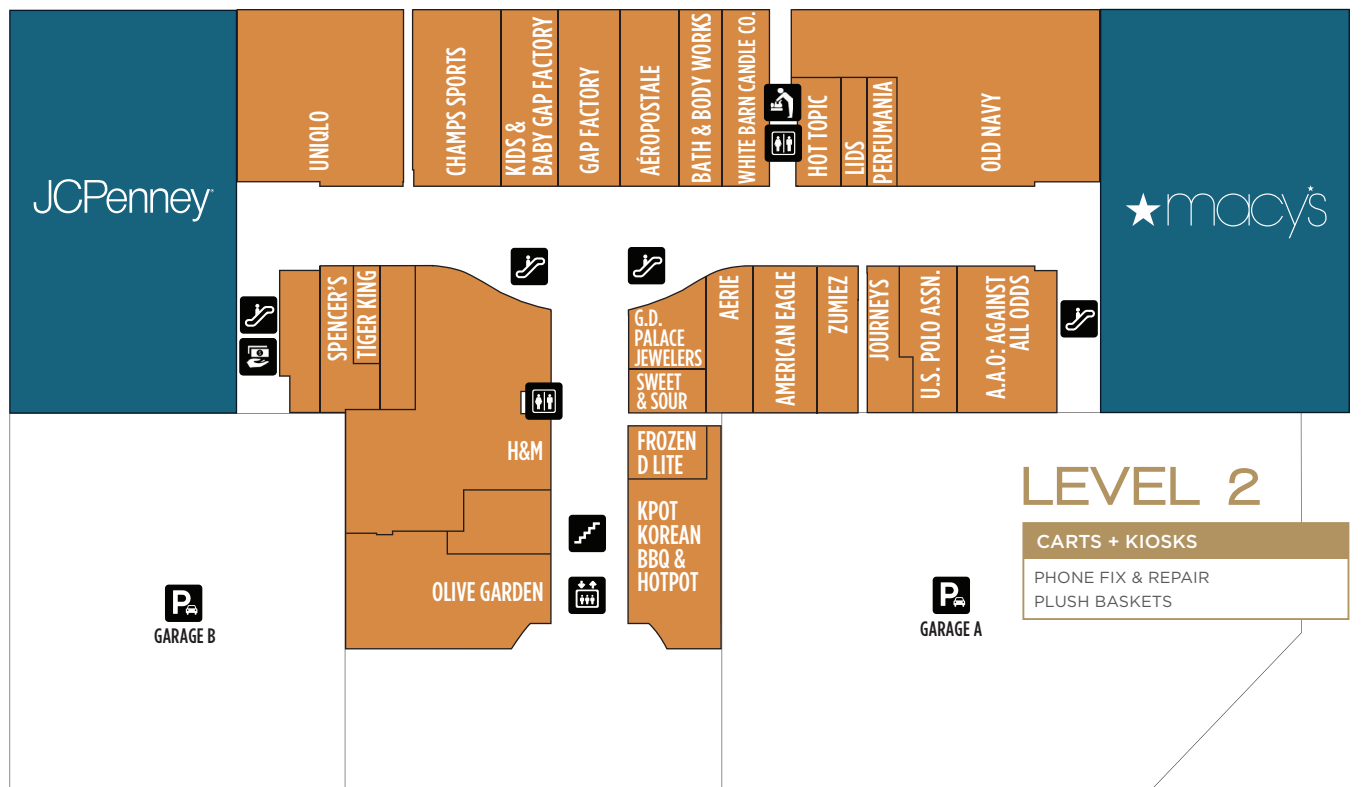 JCPenney
UNIQLO
CHAMPS SPORTS
KIDS &
BABY GAP FACTORY
GAP FACTORY
AÉROPOSTALE
BATH & BODY WORKS
WHITE BARN CANDLE CO.
HOT TOPIC
LIDS
PERFUMANIA
OLD NAVY
macy's
SPENCER'S
TIGER KING
H&M
OLIVE GARDEN
G.D.
PALACE
JEWELERS
SWEET
& SOUR
AERIE
AMERICAN EAGLE
ZUMIEZ
JOURNEYS
U.S. POLO ASSN.
A.A.O: AGAINST
ALL ODDS
FROZEN
D LITE
KPOT
KOREAN
BBQ &
HOTPOT
P
GARAGE B
P
GARAGE A
LEVEL 2
CARTS + KIOSKS
PHONE FIX & REPAIR
PLUSH BASKETS